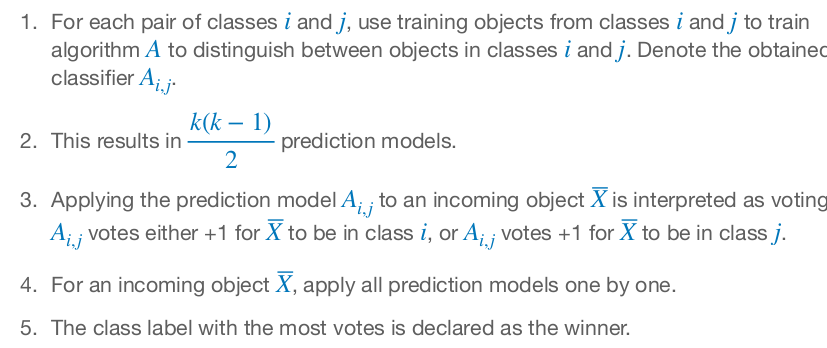 1. For each pair of classes i and j, use training objects from classes i and j to train
algorithm A to distinguish between objects in classes i and j. Denote the obtained
classifier A_{i,j}.
2. This results in \frac{k(k − 1)}{2} prediction models.
3. Applying the prediction model A_{i,j} to an incoming object X̅ is interpreted as voting
A_{i,j} votes either +1 for X̅ to be in class i, or A_{i,j} votes +1 for X̅ to be in class j.
4. For an incoming object X̅, apply all prediction models one by one.
5. The class label with the most votes is declared as the winner.